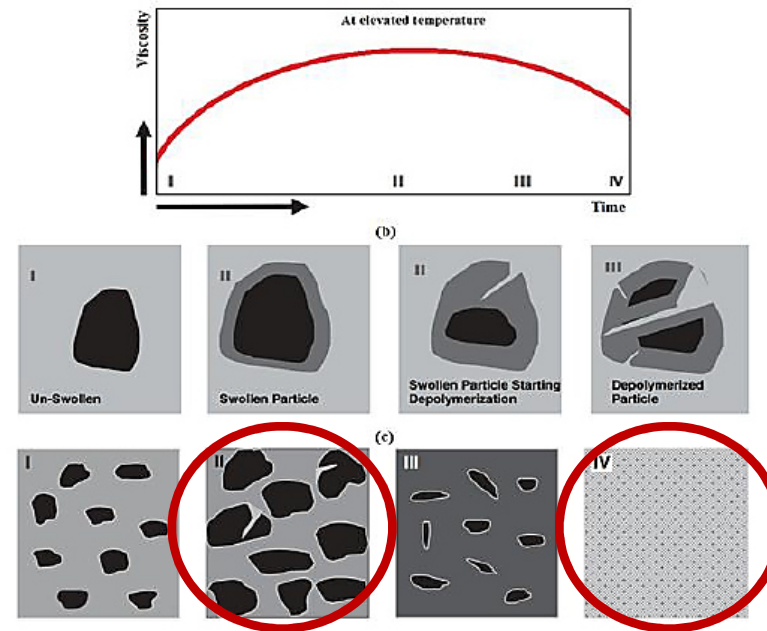 At elevated temperature
Viscosity
I II III IV
Time
(b)
I
Un-Swollen
II
Swollen Particle
II
Swollen Particle Starting
Depolymerization
III
Depolymerized
Particle
(c)
I
II
III
IV